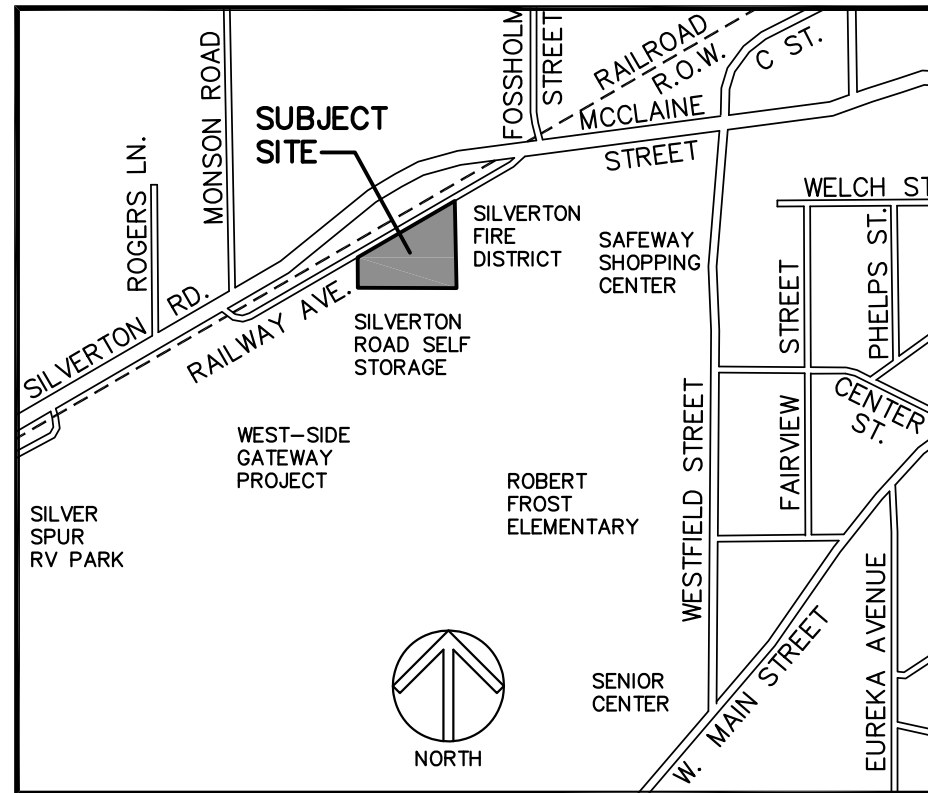 FOSSHOLM
STREET
RAILROAD
R.O.W.
C ST.
MONSON ROAD
SUBJECT
SITE
MCCLAINE
STREET
ROGERS LN.
WELCH ST
SILVERTON
FIRE
DISTRICT
SAFEWAY
SHOPPING
CENTER
PHELPS ST.
STREET
FAIRVIEW
SILVERTON RD.
RAILWAY AVE.
SILVERTON
ROAD SELF
STORAGE
CENTER
ST.
WESTFIELD STREET
WEST-SIDE
GATEWAY
PROJECT
ROBERT
FROST
ELEMENTARY
SILVER
SPUR
RV PARK
EUREKA AVENUE
W. MAIN STREET
SENIOR
CENTER
NORTH